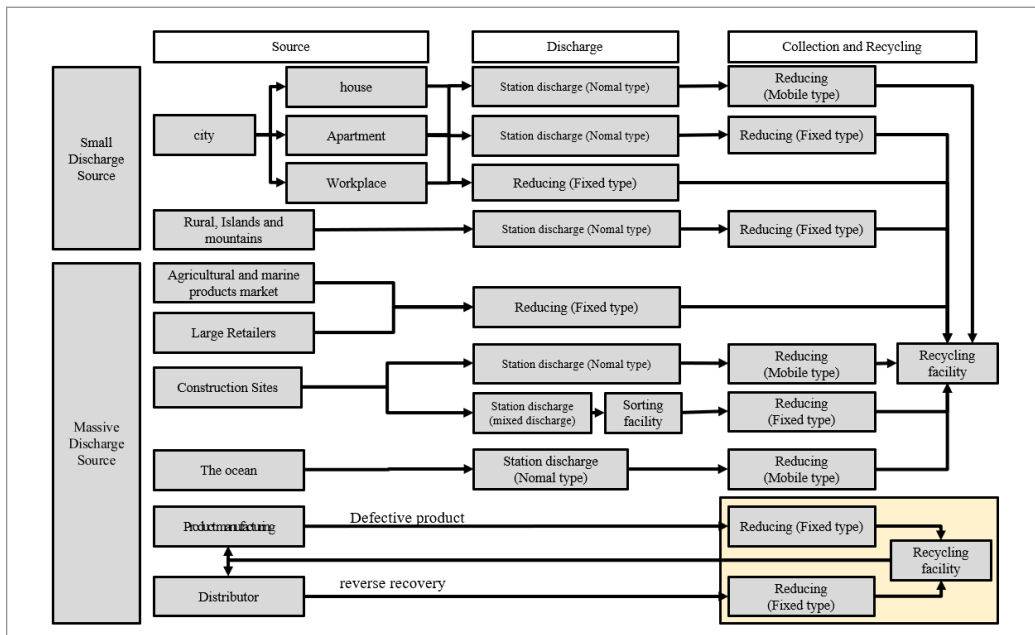 Source
Discharge
Collection and Recycling
Small
Discharge
Source
city
house
Station discharge (Nomal type)
Reducing
(Mobile type)
Apartment
Station discharge (Nomal type)
Reducing (Fixed type)
Workplace
Reducing (Fixed type)
Rural, Islands and
mountains
Station discharge (Nomal type)
Reducing (Fixed type)
Massive
Discharge
Source
Agricultural and marine
products market
Large Retailers
Reducing (Fixed type)
Construction Sites
Station discharge (Nomal type)
Reducing
(Mobile type)
Recycling
facility
Station discharge
(mixed discharge)
Sorting
facility
Reducing
(Fixed type)
The ocean
Station discharge
(Nomal type)
Reducing
(Mobile type)
Product manufacturing
Defective product
Reducing (Fixed type)
Recycling
facility
Distributor
reverse recovery
Reducing
(Fixed type)